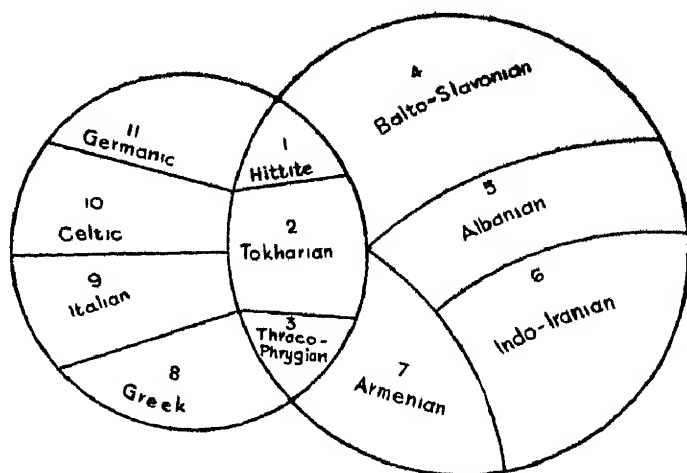 1
Hittite
2
Tokharian
3
Thraco-
Phrygian
4
Balto-Slavonian
5
Albanian
6
Indo-Iranian
7
Armenian
8
Greek
9
Italian
10
Celtic
11
Germanic